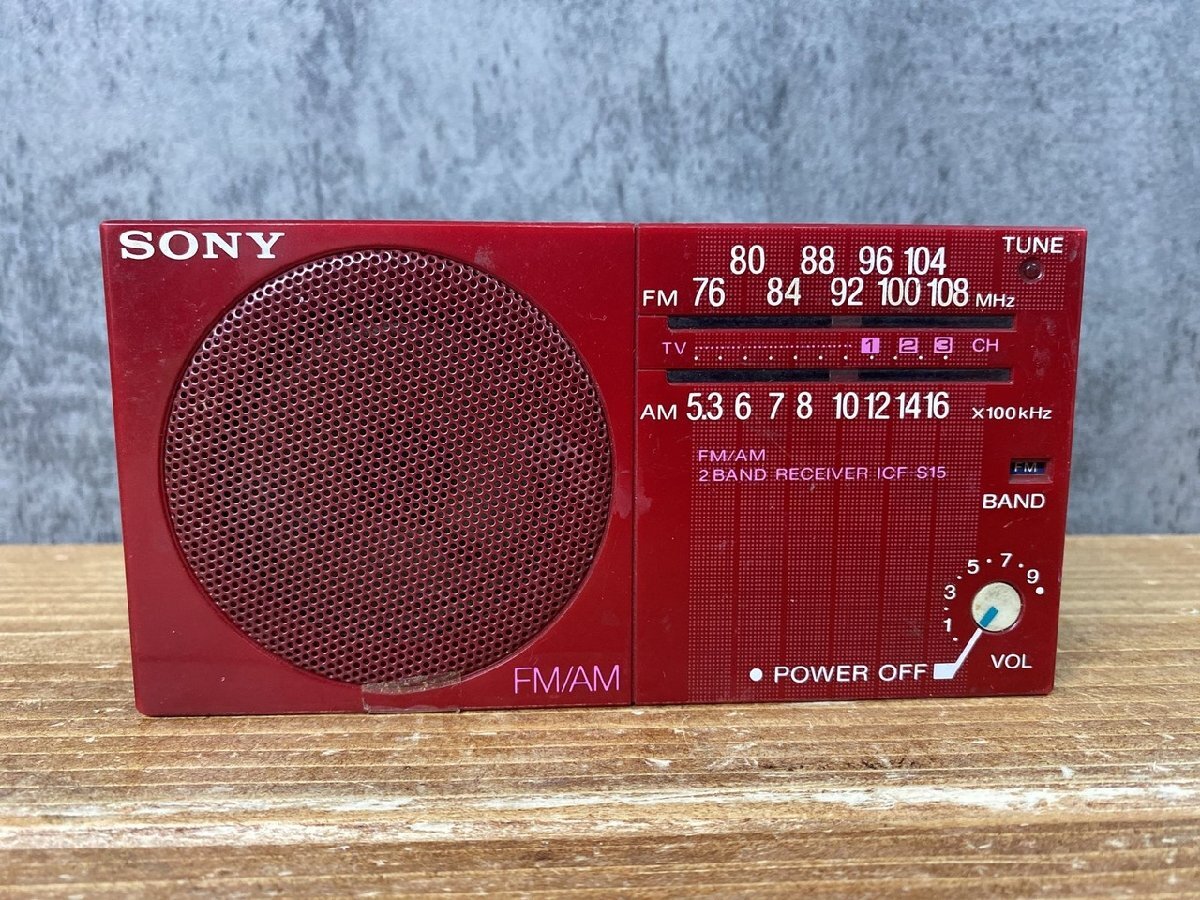 SONY
TUNE
80 88 96 104
FM 76 84 92 100 108 MHz
TV 1 2 3 CH
AM 5.3 6 7 8 10 12 14 16 X100kHz
FM/AM
2 BAND RECEIVER ICF-S15
FM
BAND
1 3 5 7 9
VOL
POWER OFF
FM/AM